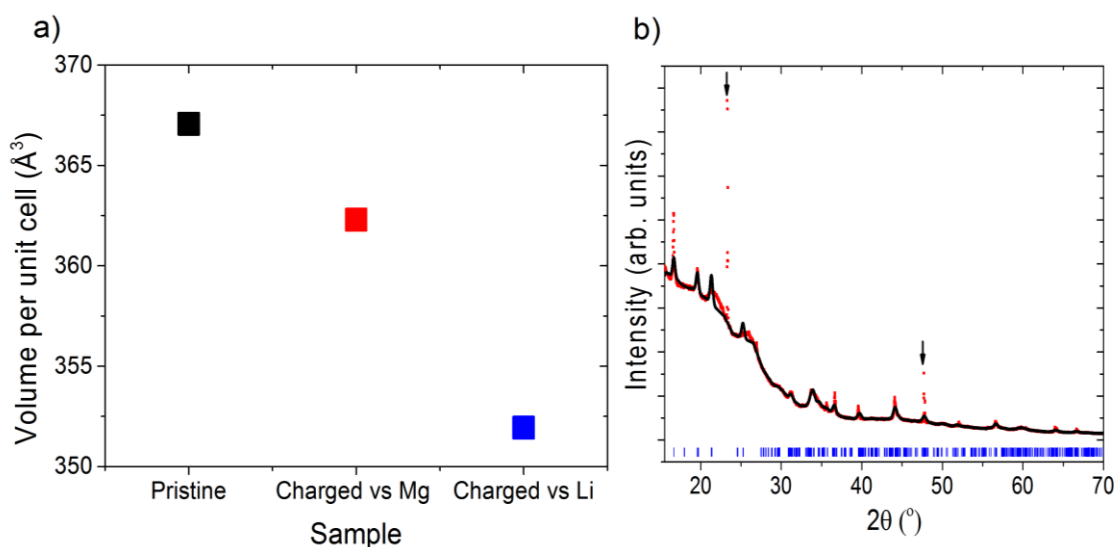 a)
370
365
360
355
350
Volume per unit cell (Å³)
Pristine
Charged vs Mg
Charged vs Li
Sample
b)
Intensity (arb. units)
20
30
40
50
60
70
2θ (°)